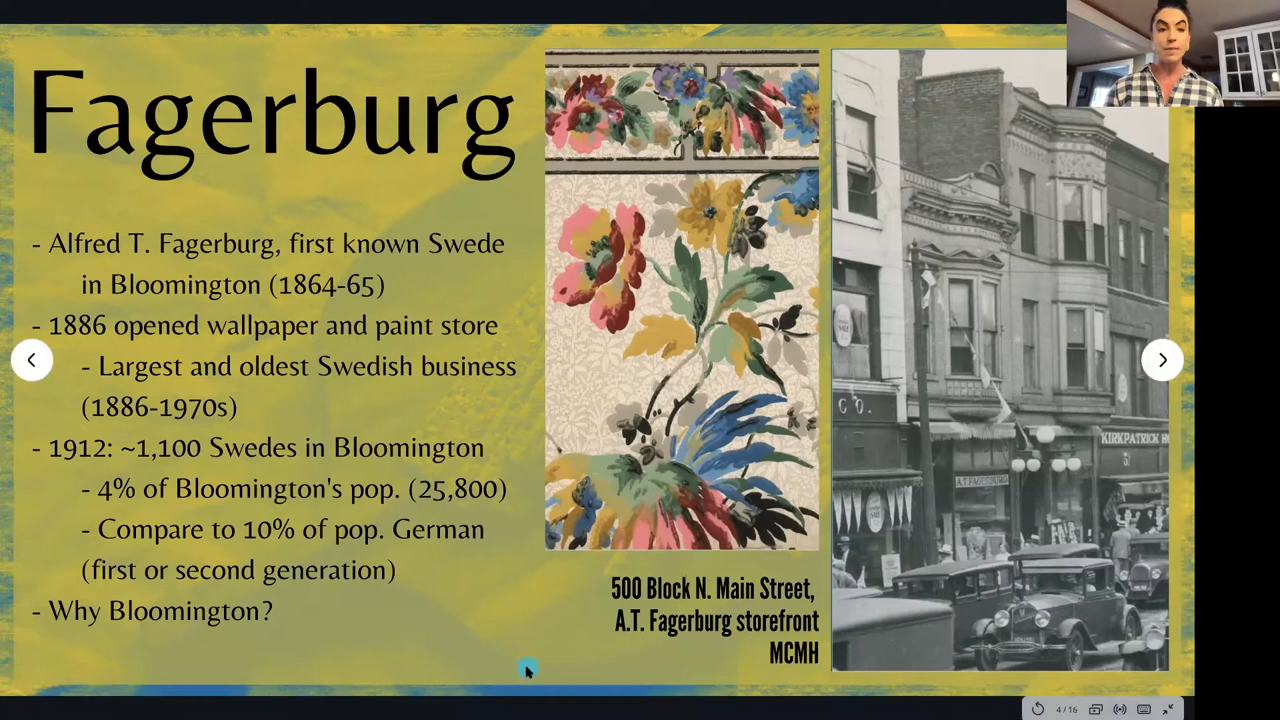 Fagerburg
- Alfred T. Fagerburg, first known Swede
in Bloomington (1864-65)
- 1886 opened wallpaper and paint store
- Largest and oldest Swedish business
(1886-1970s)
- 1912: ~1,100 Swedes in Bloomington
- 4% of Bloomington's pop. (25,800)
- Compare to 10% of pop. German
(first or second generation)
- Why Bloomington?
500 Block N. Main Street,
A.T. Fagerburg storefront
MCMH
CO.
A.T. FAGERBURG
KIRKPATRICK
4 / 16